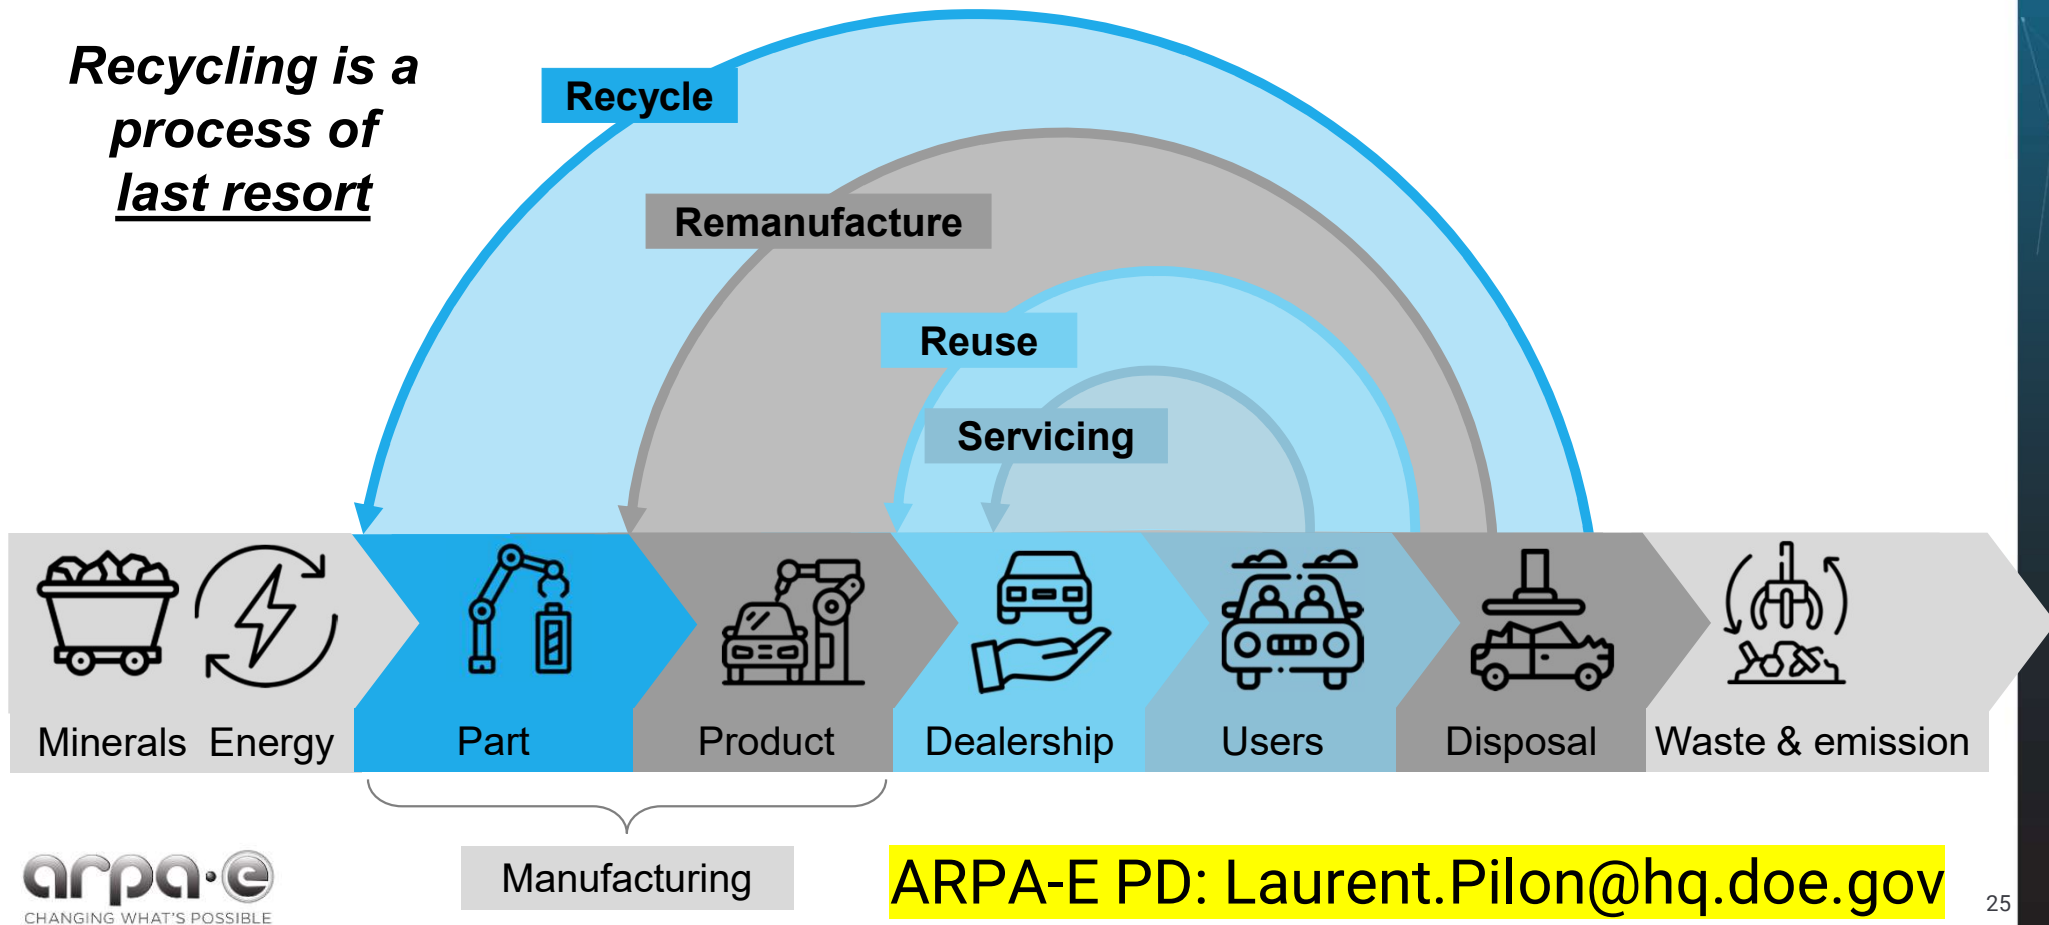 Recycling is a
process of
last resort
Recycle
Remanufacture
Reuse
Servicing
Minerals Energy
Part
Product
Dealership
Users
Disposal
Waste & emission
Manufacturing
arpa·e
CHANGING WHAT'S POSSIBLE
ARPA-E PD: Laurent.Pilon@hq.doe.gov
25